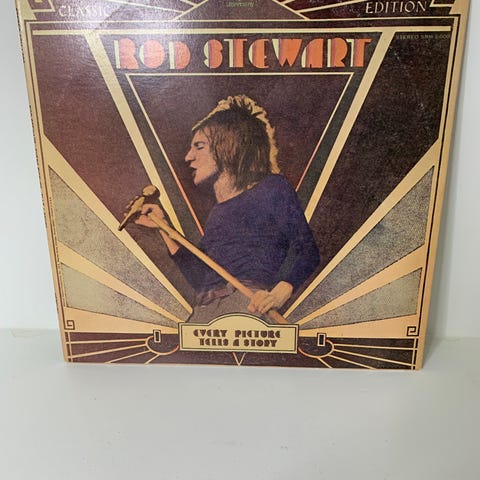 CLASSIC EDITION
ROD STEWART
STEREO SRM 1-609
EVERY PICTURE
TELLS A STORY